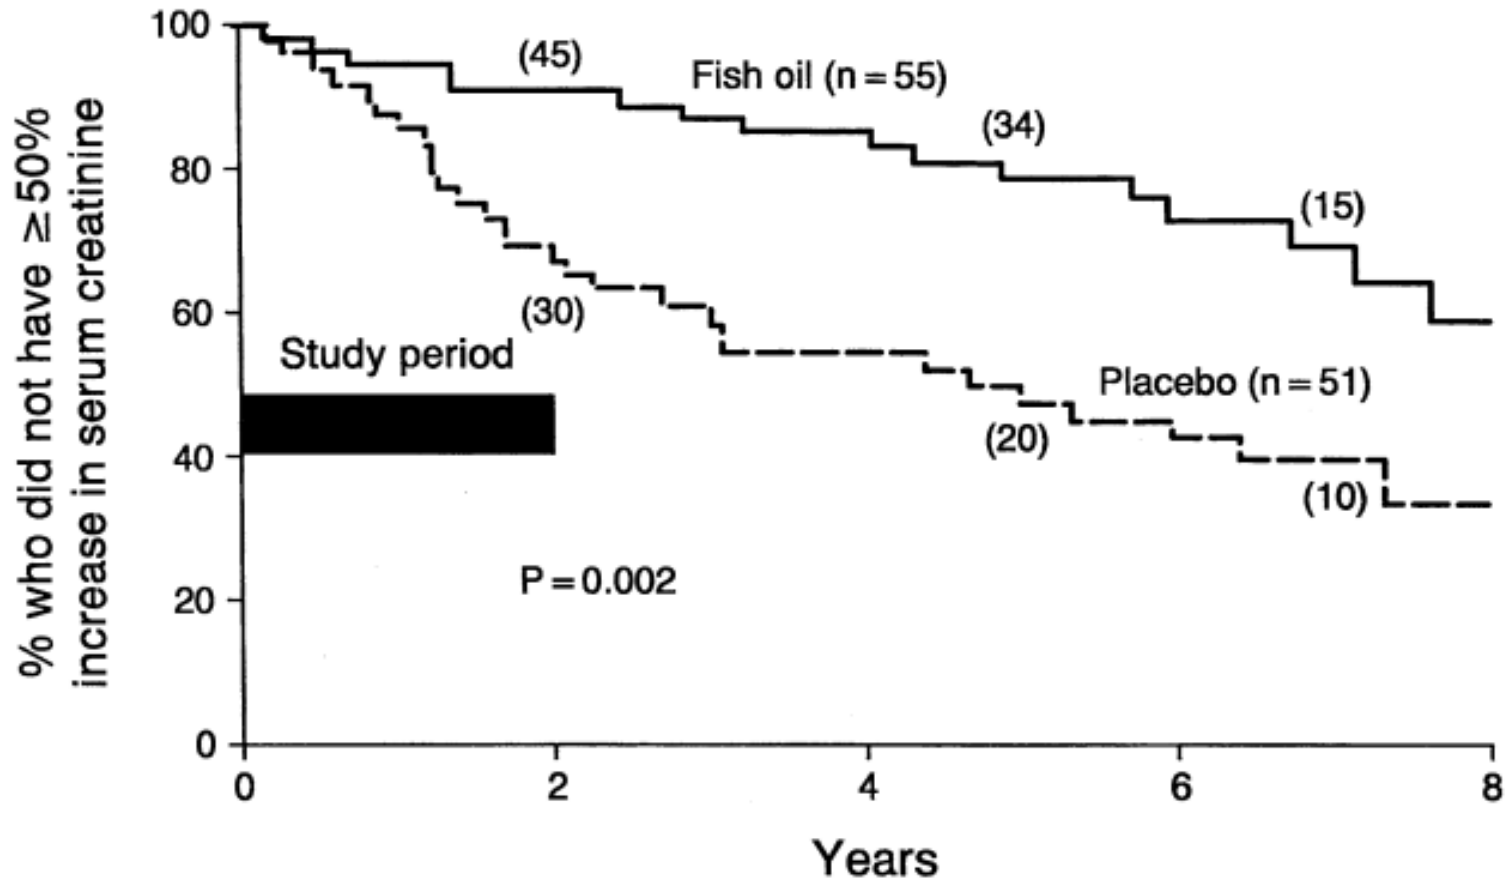 % who did not have ≥50%
increase in serum creatinine
100
80
60
40
20
0
(45)
Fish oil (n=55)
(34)
(15)
(30)
Study period
Placebo (n=51)
(20)
(10)
P=0.002
0 2 4 6 8
Years